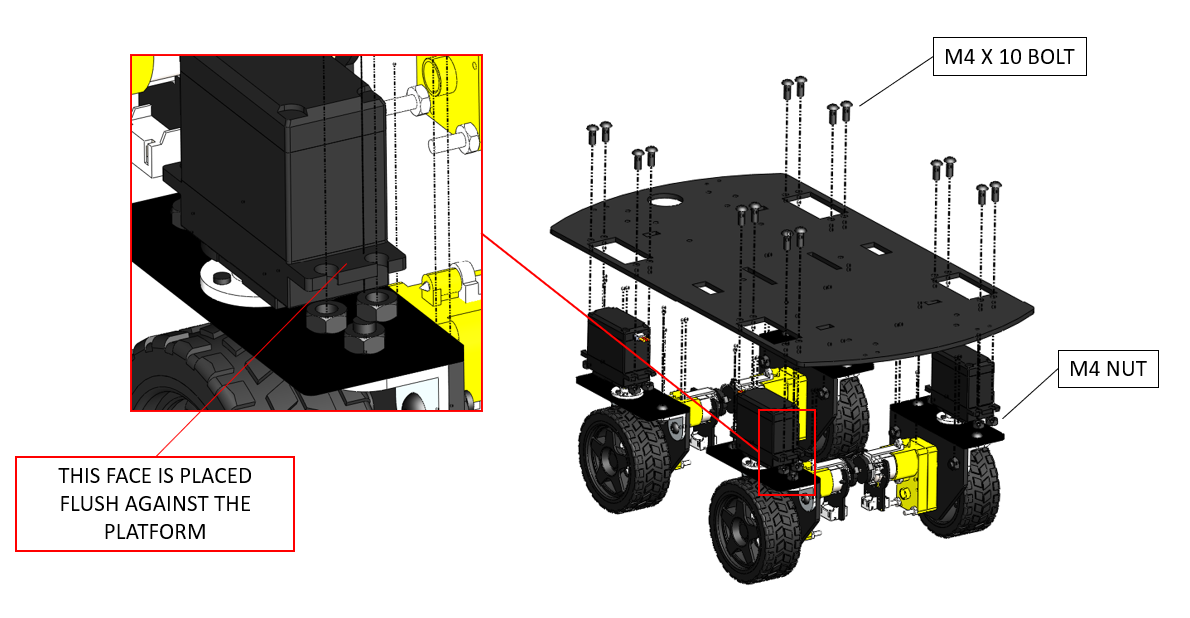 M4 X 10 BOLT
M4 NUT
THIS FACE IS PLACED
FLUSH AGAINST THE
PLATFORM